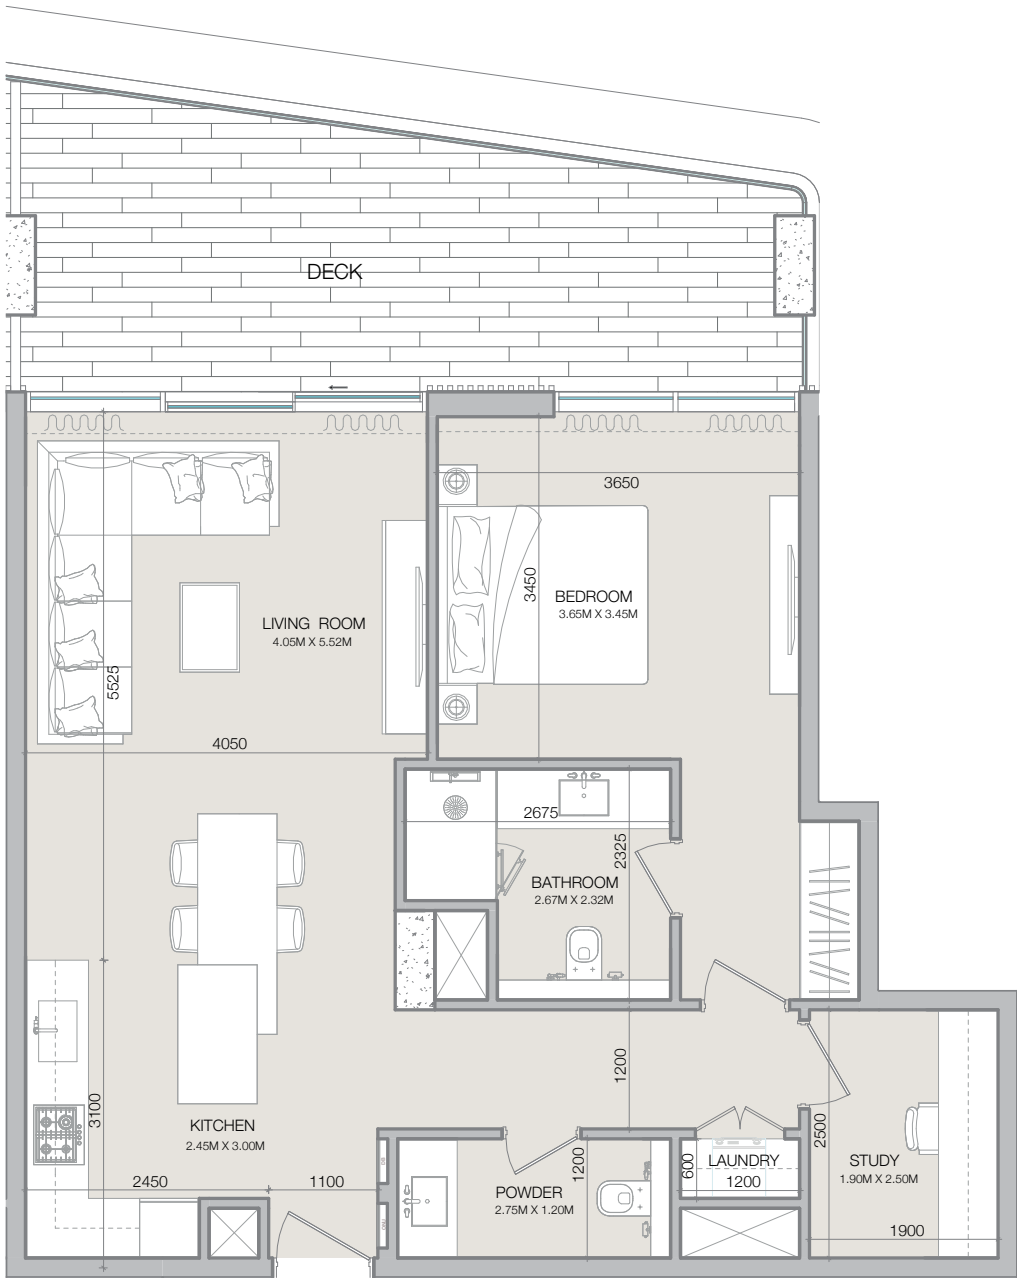 DECK
3650
3450
BEDROOM
3.65M X 3.45M
LIVING ROOM
4.05M X 5.52M
5525
4050
2675
2325
BATHROOM
2.67M X 2.32M
1200
3100
KITCHEN
2.45M X 3.00M
2500
1200
600
LAUNDRY
1200
STUDY
1.90M X 2.50M
2450
1100
POWDER
2.75M X 1.20M
1900